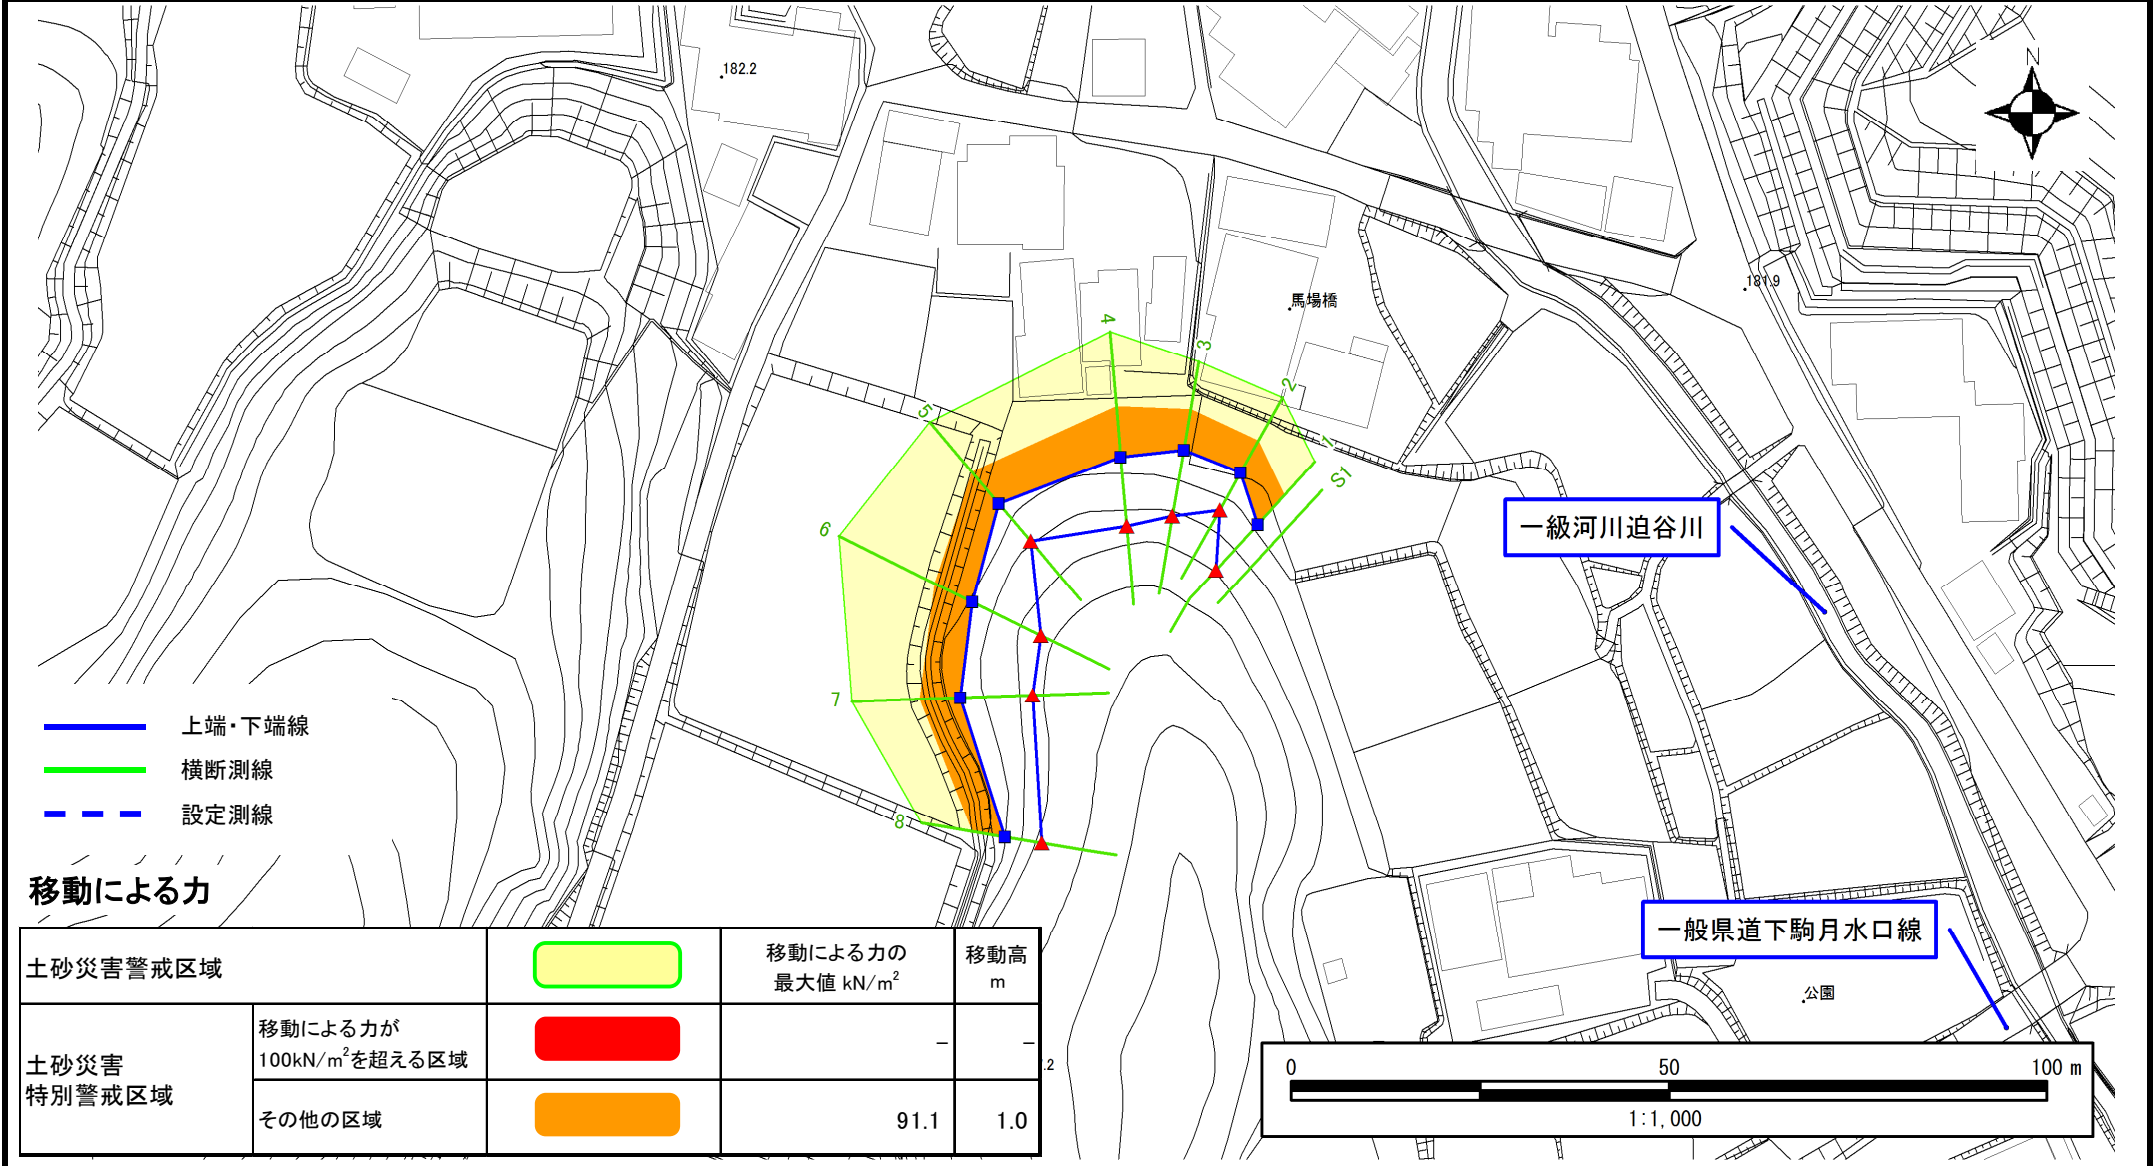 N
182.2
181.9
馬場橋
4
3
2
1
S1
5
6
7
8
一級河川迫谷川
上端・下端線
横断測線
設定測線
移動による力
土砂災害警戒区域
移動による力の
最大値 kN/m²
移動高
m
土砂災害
特別警戒区域
移動による力が
100kN/m²を超える区域
−
−
その他の区域
91.1
1.0
.2
一般県道下駒月水口線
公園
0
50
100 m
1:1,000